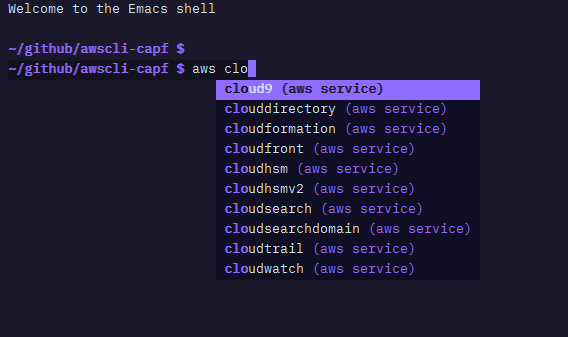 Welcome to the Emacs shell
~/github/awscli-capf $
~/github/awscli-capf $ aws clo
cloud9 (aws service)
clouddirectory (aws service)
cloudformation (aws service)
cloudfront (aws service)
cloudhsm (aws service)
cloudhsmv2 (aws service)
cloudsearch (aws service)
cloudsearchdomain (aws service)
cloudtrail (aws service)
cloudwatch (aws service)